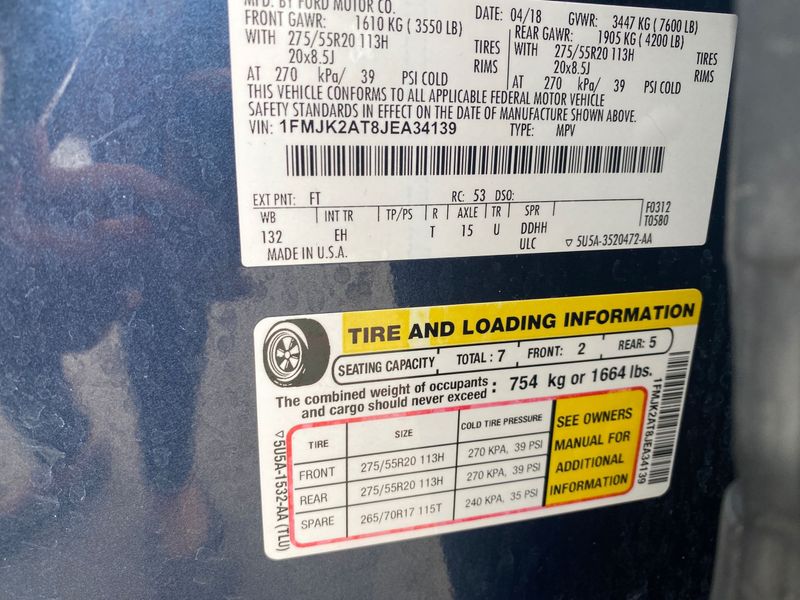 MFD. BY FORD MOTOR CO. DATE: 04/18 GVWR: 3447 KG ( 7600 LB)
FRONT GAWR: 1610 KG ( 3550 LB) REAR GAWR: 1905 KG ( 4200 LB)
WITH 275/55R20 113H TIRES WITH 275/55R20 113H TIRES
20x8.5J RIMS 20x8.5J RIMS
AT 270 kPa/ 39 PSI COLD AT 270 kPa/ 39 PSI COLD
THIS VEHICLE CONFORMS TO ALL APPLICABLE FEDERAL MOTOR VEHICLE
SAFETY STANDARDS IN EFFECT ON THE DATE OF MANUFACTURE SHOWN ABOVE.
VIN: 1FMJK2AT8JEA34139 TYPE: MPV
EXT PNT: FT RC: 53 DSO:
WB INT TR TP/PS R AXLE TR SPR F0312
132 EH T 15 U DDHH T0580
ULC ▽ 5U5A-3520472-AA
MADE IN U.S.A.
TIRE AND LOADING INFORMATION
SEATING CAPACITY TOTAL : 7 FRONT: 2 REAR: 5
The combined weight of occupants and cargo should never exceed : 754 kg or 1664 lbs.
TIRE SIZE COLD TIRE PRESSURE
FRONT 275/55R20 113H 270 KPA, 39 PSI
REAR 275/55R20 113H 270 KPA, 39 PSI
SPARE 265/70R17 115T 240 KPA, 35 PSI
SEE OWNERS
MANUAL FOR
ADDITIONAL
INFORMATION
▽5U5A-1532-AA (TLU)
1FMJK2AT8JEA34139